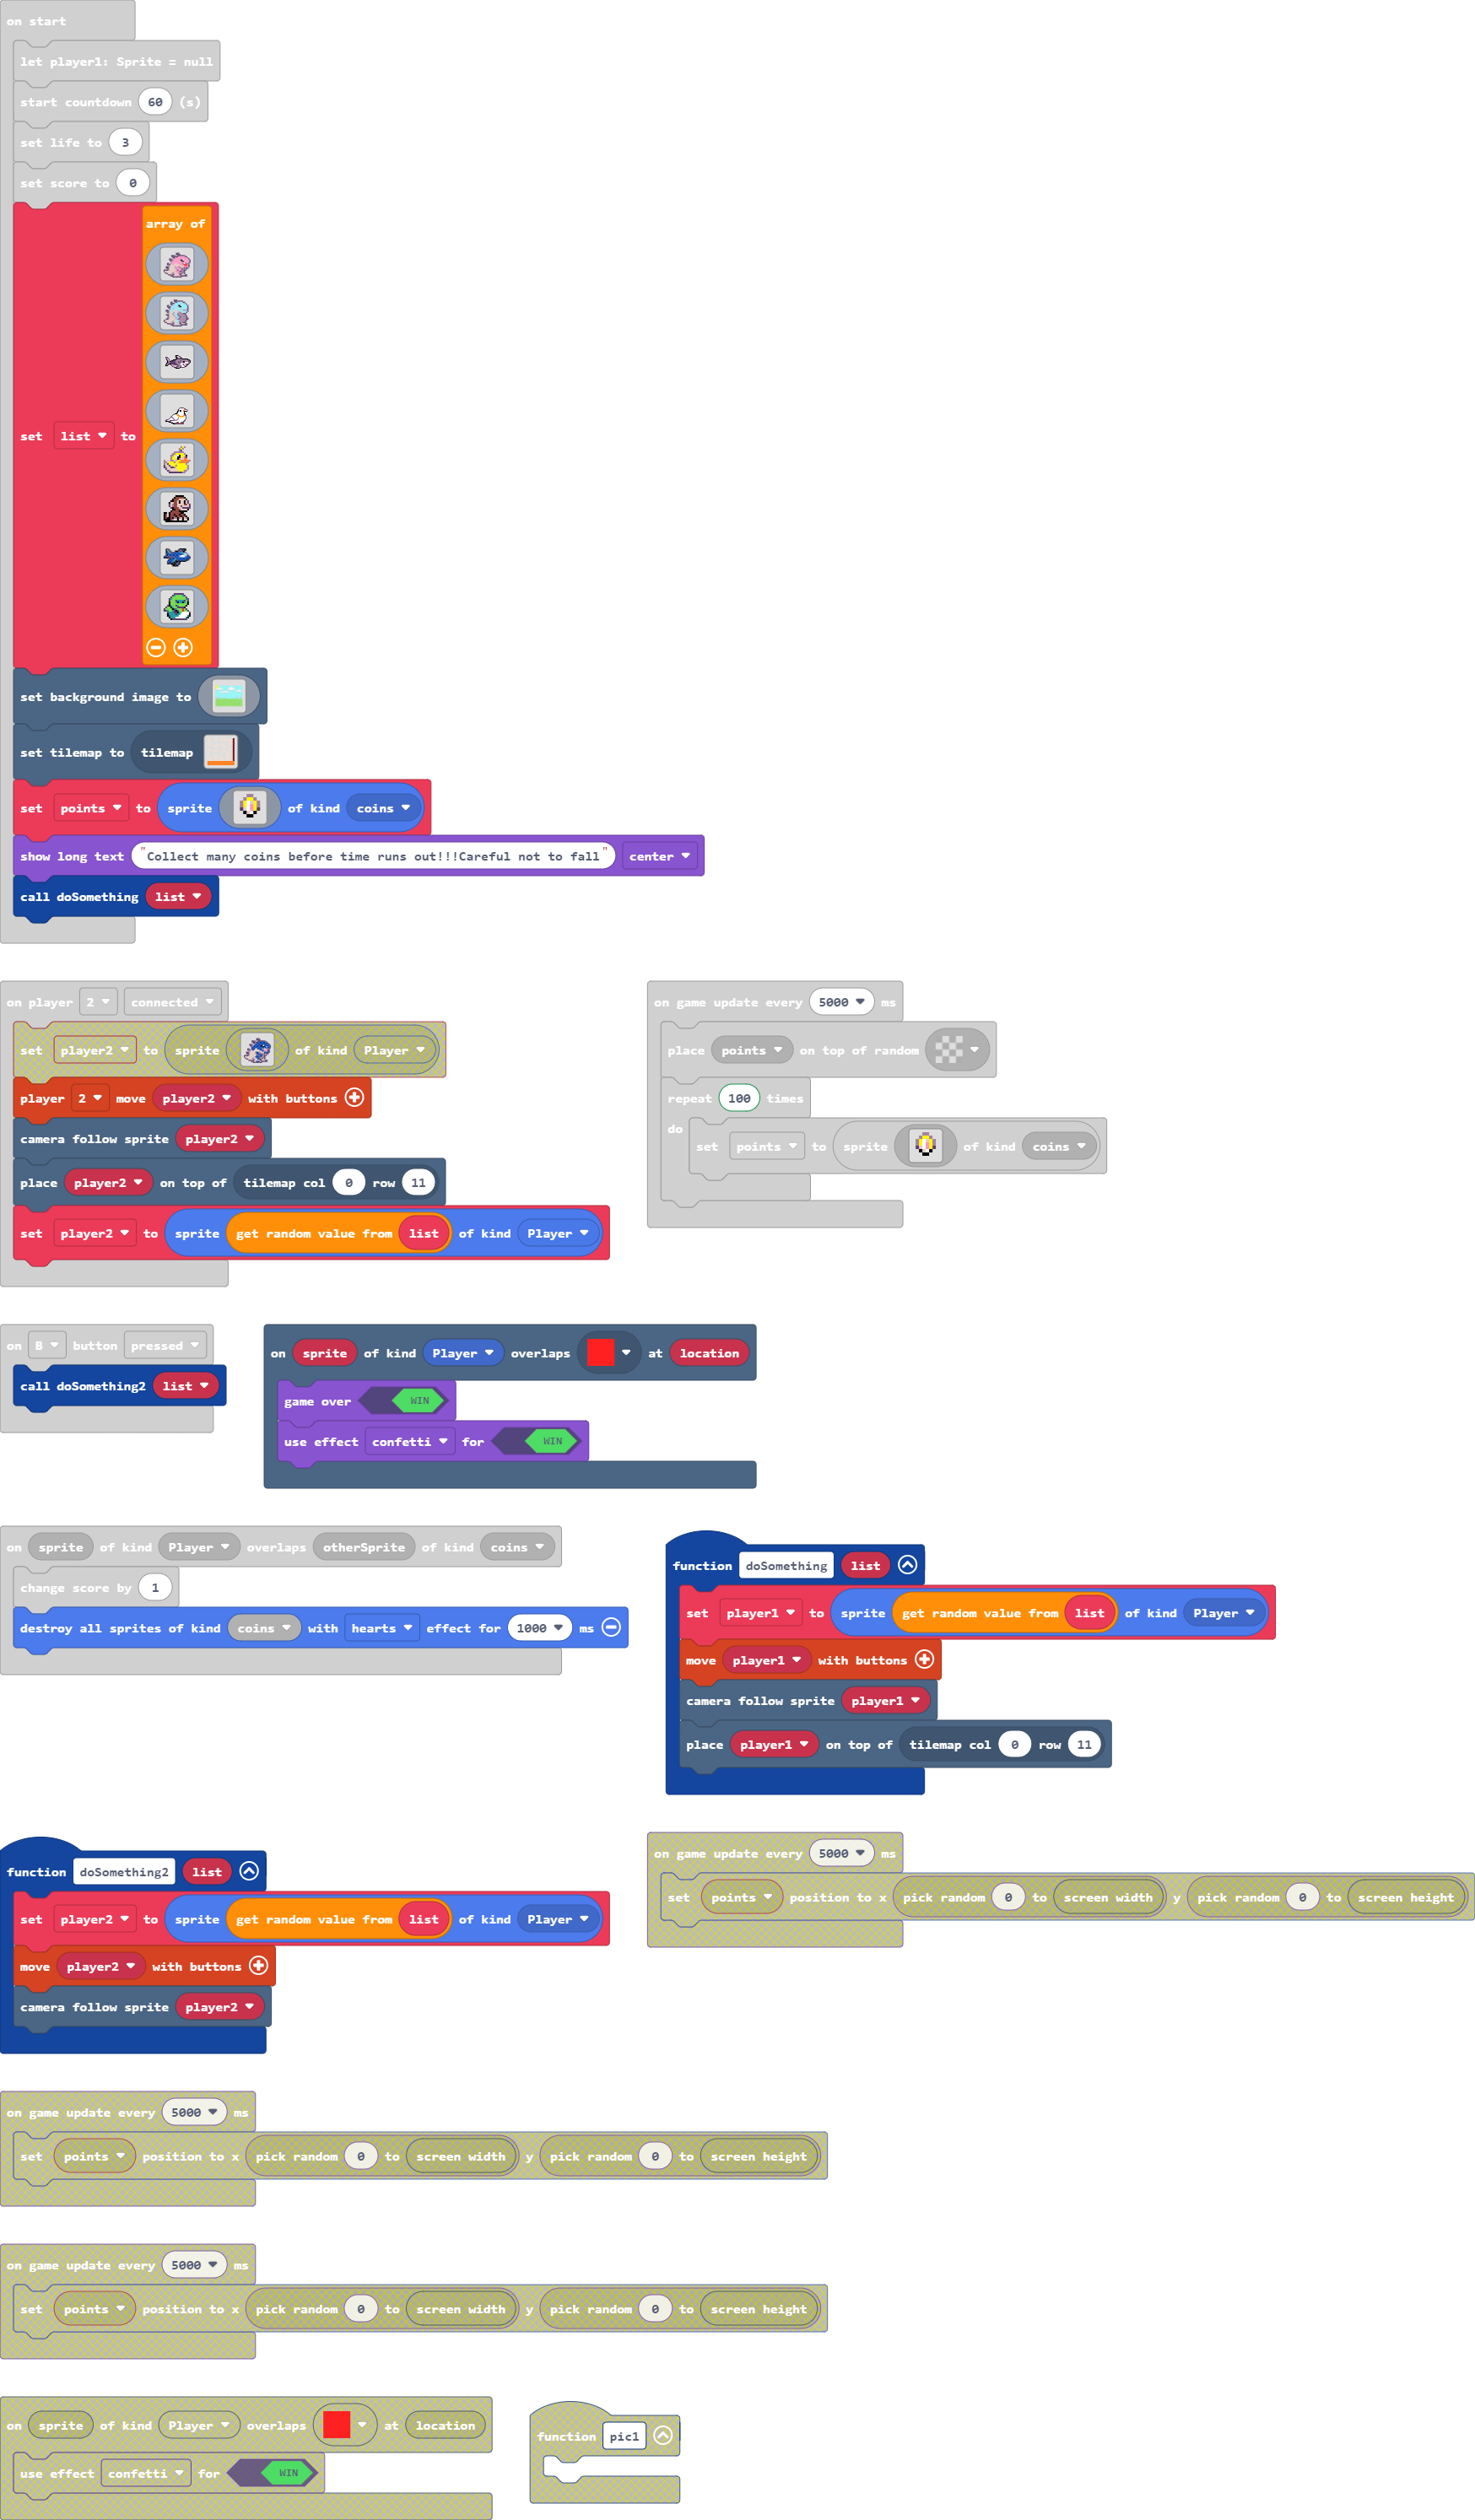 on start
let player1: Sprite = null
start countdown 60 (s)
set life to 3
set score to 0
array of
set list to
set background image to
set tilemap to tilemap
set points to sprite of kind coins
show long text "Collect many coins before time runs out!!!Careful not to fall" center
call doSomething list
on player 2 connected
set player2 to sprite of kind Player
player 2 move player2 with buttons
camera follow sprite player2
place player2 on top of tilemap col 0 row 11
set player2 to sprite get random value from list of kind Player
on game update every 5000 ms
place points on top of random
repeat 100 times
do
set points to sprite of kind coins
on B button pressed
call doSomething2 list
on sprite of kind Player overlaps at location
game over WIN
use effect confetti for WIN
on sprite of kind Player overlaps otherSprite of kind coins
change score by 1
destroy all sprites of kind coins with hearts effect for 1000 ms
function doSomething list
set player1 to sprite get random value from list of kind Player
move player1 with buttons
camera follow sprite player1
place player1 on top of tilemap col 0 row 11
function doSomething2 list
set player2 to sprite get random value from list of kind Player
move player2 with buttons
camera follow sprite player2
on game update every 5000 ms
set points position to x pick random 0 to screen width y pick random 0 to screen height
on game update every 5000 ms
set points position to x pick random 0 to screen width y pick random 0 to screen height
on game update every 5000 ms
set points position to x pick random 0 to screen width y pick random 0 to screen height
on sprite of kind Player overlaps at location
use effect confetti for WIN
function pic1